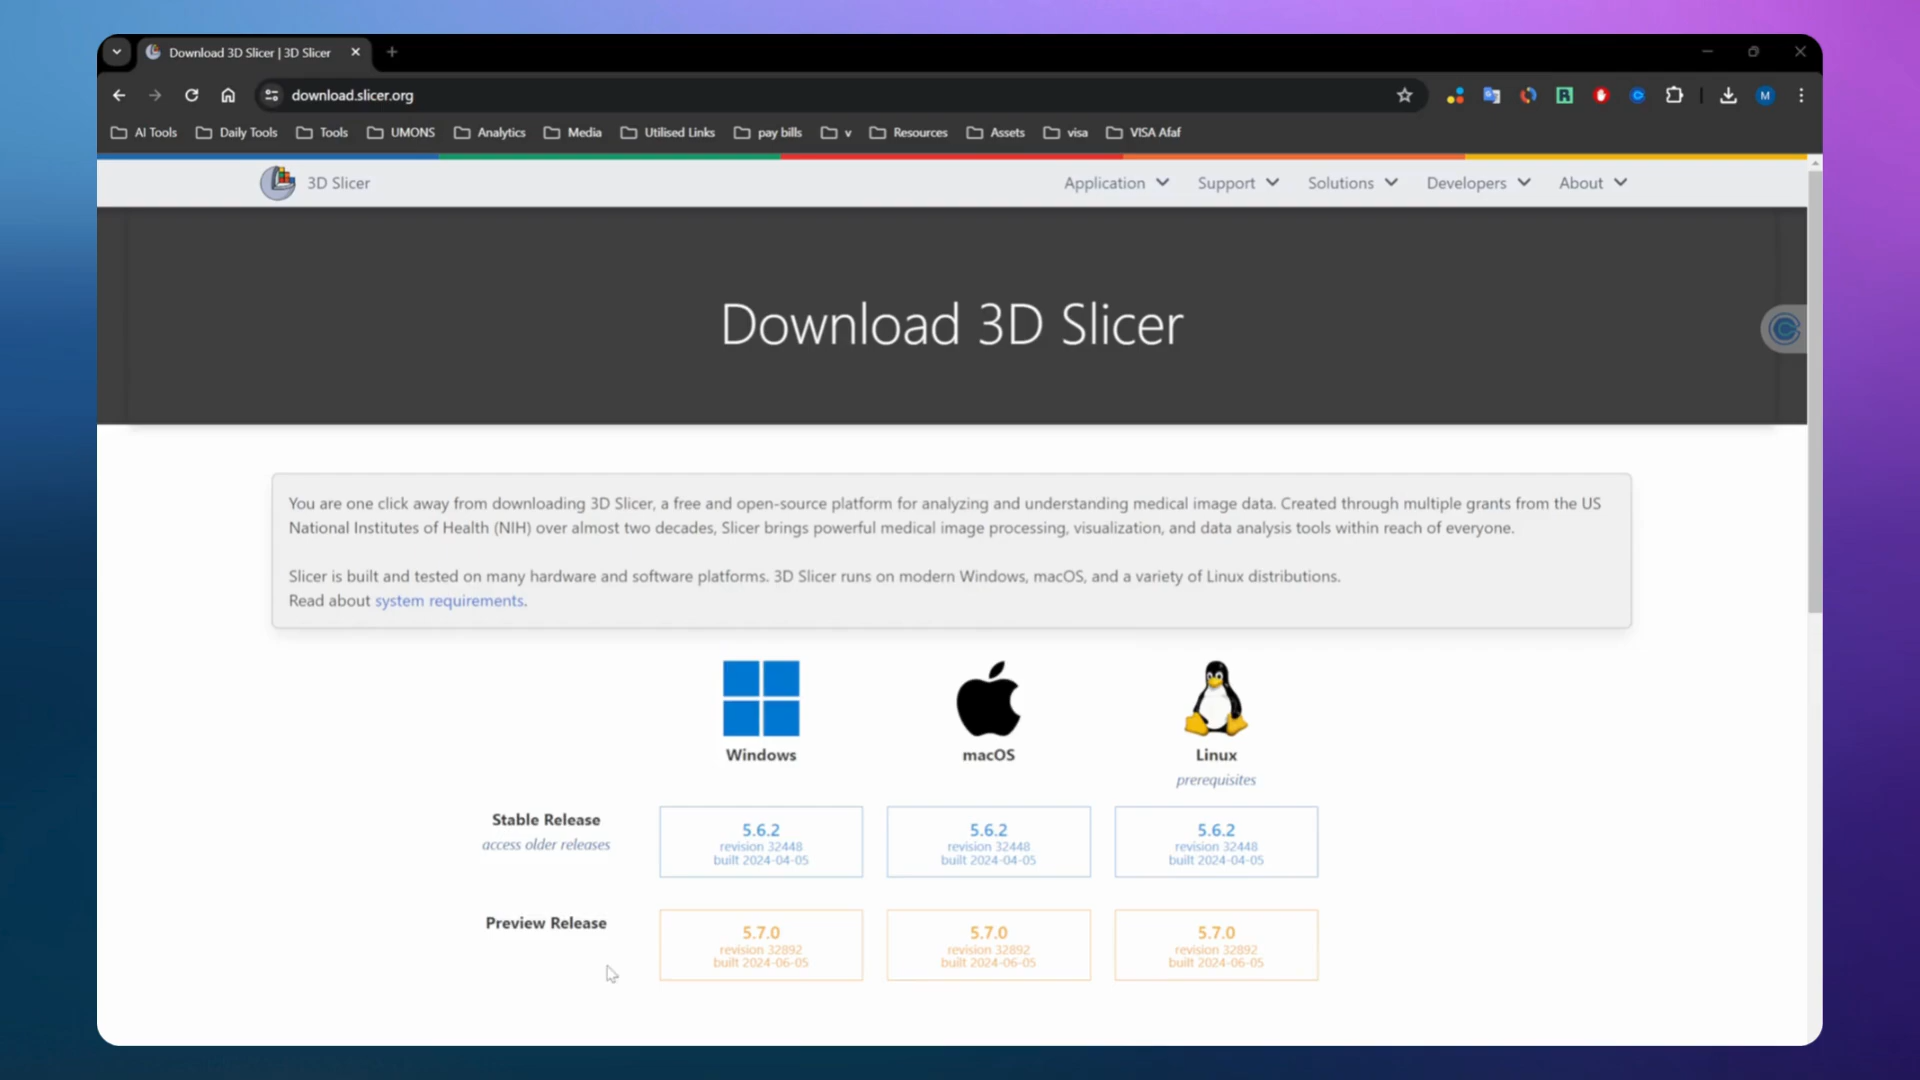 Download 3D Slicer | 3D Slicer
download.slicer.org
M
AI Tools Daily Tools Tools UMONS Analytics Media Utilised Links pay bills v Resources Assets visa VISA Afaf
3D Slicer Application Support Solutions Developers About
Download 3D Slicer
You are one click away from downloading 3D Slicer, a free and open-source platform for analyzing and understanding medical image data. Created through multiple grants from the US
National Institutes of Health (NIH) over almost two decades, Slicer brings powerful medical image processing, visualization, and data analysis tools within reach of everyone.
Slicer is built and tested on many hardware and software platforms. 3D Slicer runs on modern Windows, macOS, and a variety of Linux distributions.
Read about system requirements.
Windows macOS Linux
prerequisites
Stable Release
access older releases
5.6.2
revision 32448
built 2024-04-05
5.6.2
revision 32448
built 2024-04-05
5.6.2
revision 32448
built 2024-04-05
Preview Release
5.7.0
revision 32892
built 2024-06-05
5.7.0
revision 32892
built 2024-06-05
5.7.0
revision 32892
built 2024-06-05